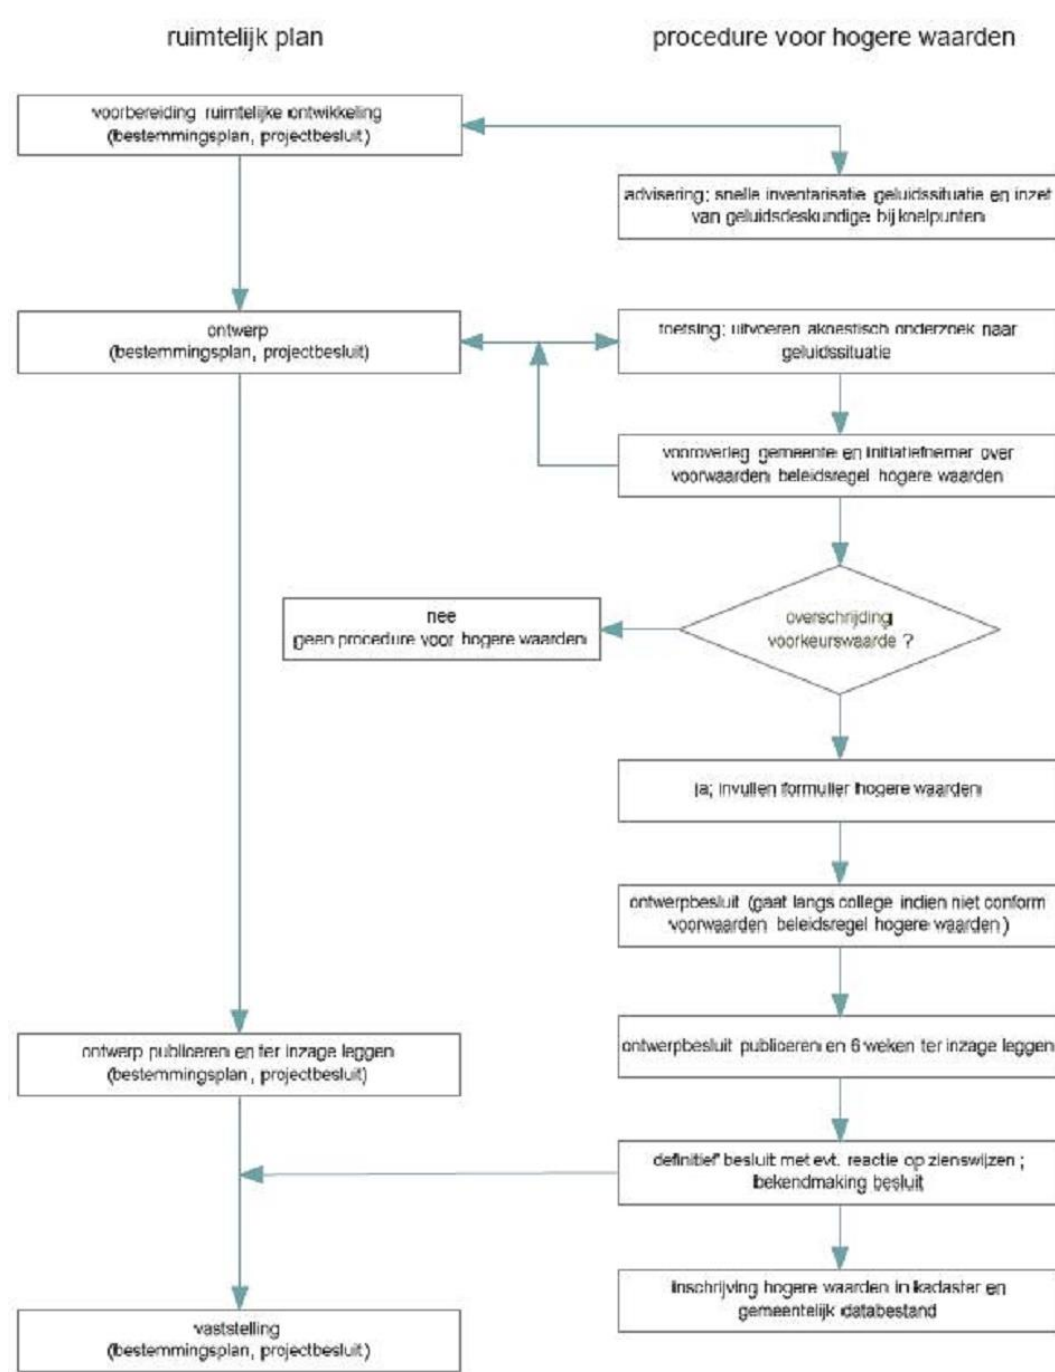 ruimtelijk plan
procedure voor hogere waarden
voorbereiding ruimtelijke ontwikkeling
(bestemmingsplan, projectbesluit)
advisering; snelle inventarisatie geluidssituatie en inzet
van geluidsdeskundige bij knelpunten
ontwerp
(bestemmingsplan, projectbesluit)
toetsing; uitvoeren akoestisch onderzoek naar
geluidssituatie
vooroverleg gemeente en initiatiefnemer over
voorwaarden beleidsregel hogere waarden
overschrijding
voorkeurswaarde ?
nee
geen procedure voor hogere waarden
ja; invullen formulier hogere waarden
ontwerpbesluit (gaat langs college indien niet conform
voorwaarden beleidsregel hogere waarden)
ontwerp publiceren en ter inzage leggen
(bestemmingsplan, projectbesluit)
ontwerpbesluit publiceren en 6 weken ter inzage leggen
definitief besluit met evt. reactie op zienswijzen ;
bekendmaking besluit
inschrijving hogere waarden in kadaster en
gemeentelijk databestand
vaststelling
(bestemmingsplan, projectbesluit)